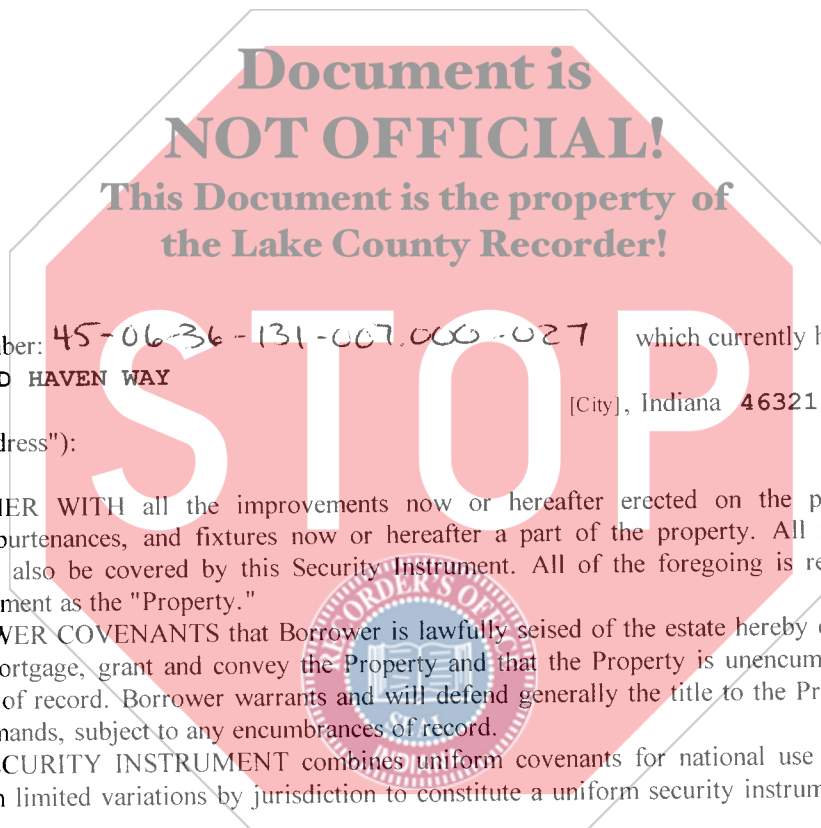 Document is
NOT OFFICIAL!
This Document is the property of
the Lake County Recorder!
STOP
ber: 45-06-36-131-007.000-027 which currently h
D HAVEN WAY
[City], Indiana 46321
dress"):
ER WITH all the improvements now or hereafter erected on the p
purtenances, and fixtures now or hereafter a part of the property. All
also be covered by this Security Instrument. All of the foregoing is re
ment as the "Property."
WER COVENANTS that Borrower is lawfully seised of the estate hereby c
ortgage, grant and convey the Property and that the Property is unencum
of record. Borrower warrants and will defend generally the title to the Pr
mands, subject to any encumbrances of record.
CURITY INSTRUMENT combines uniform covenants for national use
n limited variations by jurisdiction to constitute a uniform security instrum
RECORDER'S OFFICE
SEAL